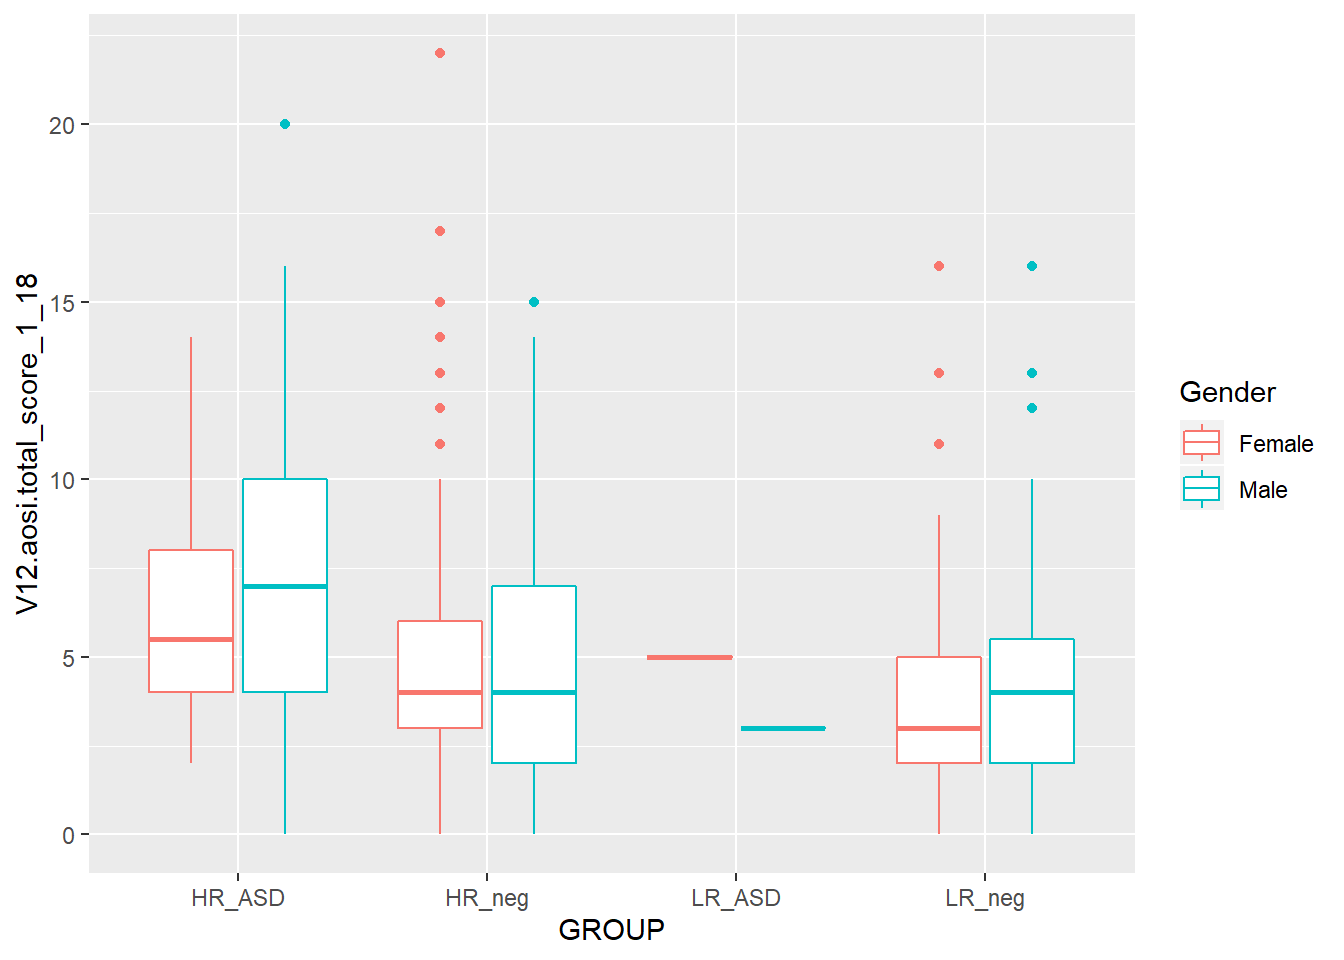 V12.aosi.total_score_1_18
20
15
10
5
0
HR_ASD
HR_neg
LR_ASD
LR_neg
GROUP
Gender
Female
Male